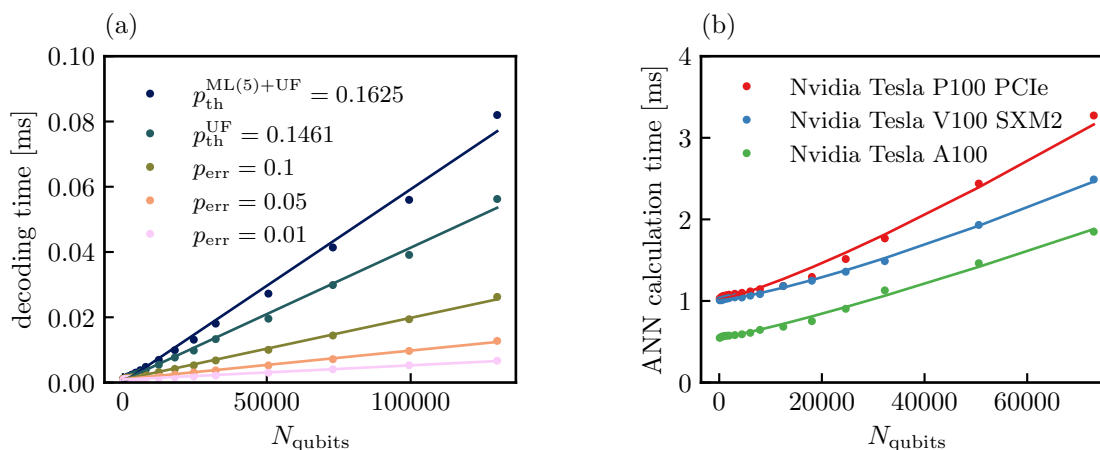 (a)
0.10
0.08
0.06
0.04
0.02
0.00
decoding time [ms]
p_th^ML(5)+UF = 0.1625
p_th^UF = 0.1461
p_err = 0.1
p_err = 0.05
p_err = 0.01
0 50000 100000
N_qubits
(b)
4
3
2
1
0
ANN calculation time [ms]
Nvidia Tesla P100 PCIe
Nvidia Tesla V100 SXM2
Nvidia Tesla A100
0 20000 40000 60000
N_qubits